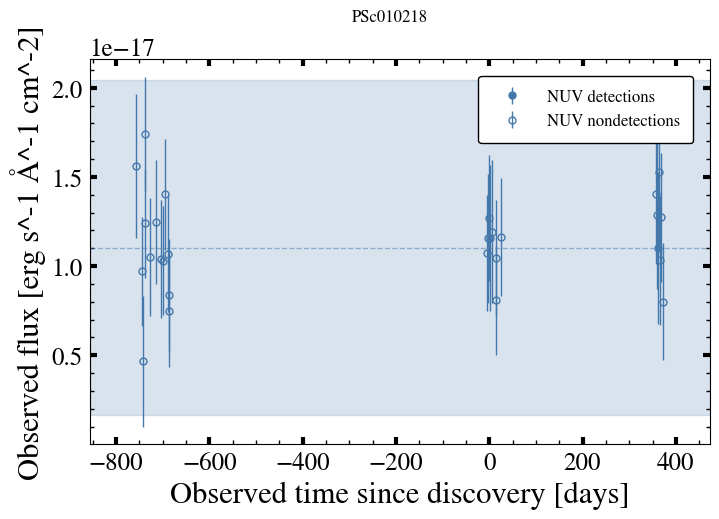 PSc010218
1e−17
Observed flux [erg s^-1 Å^-1 cm^-2]
2.0
1.5
1.0
0.5
NUV detections
NUV nondetections
−800
−600
−400
−200
0
200
400
Observed time since discovery [days]